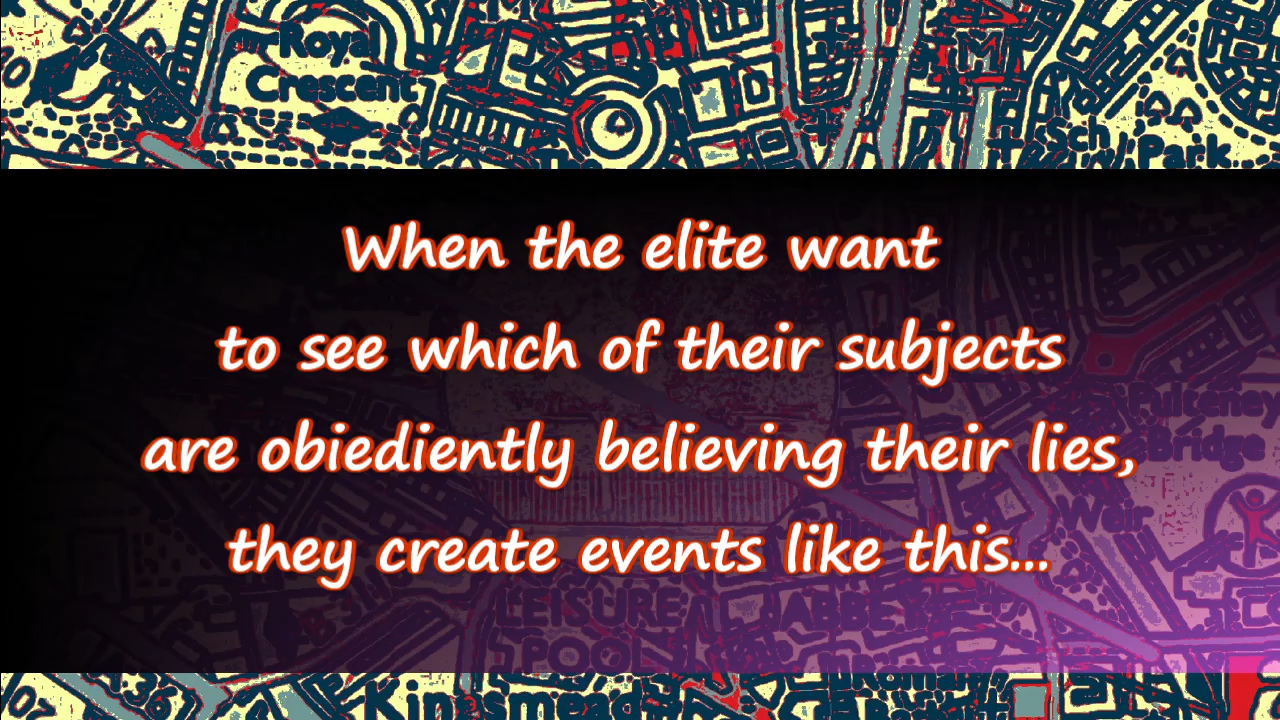 Royal
Crescent
M
Sch
Park
When the elite want
to see which of their subjects
are obiediently believing their lies,
they create events like this...
Pulteney
Bridge
Weir
LEISURE
POOL
ABBEY
Kingsmead